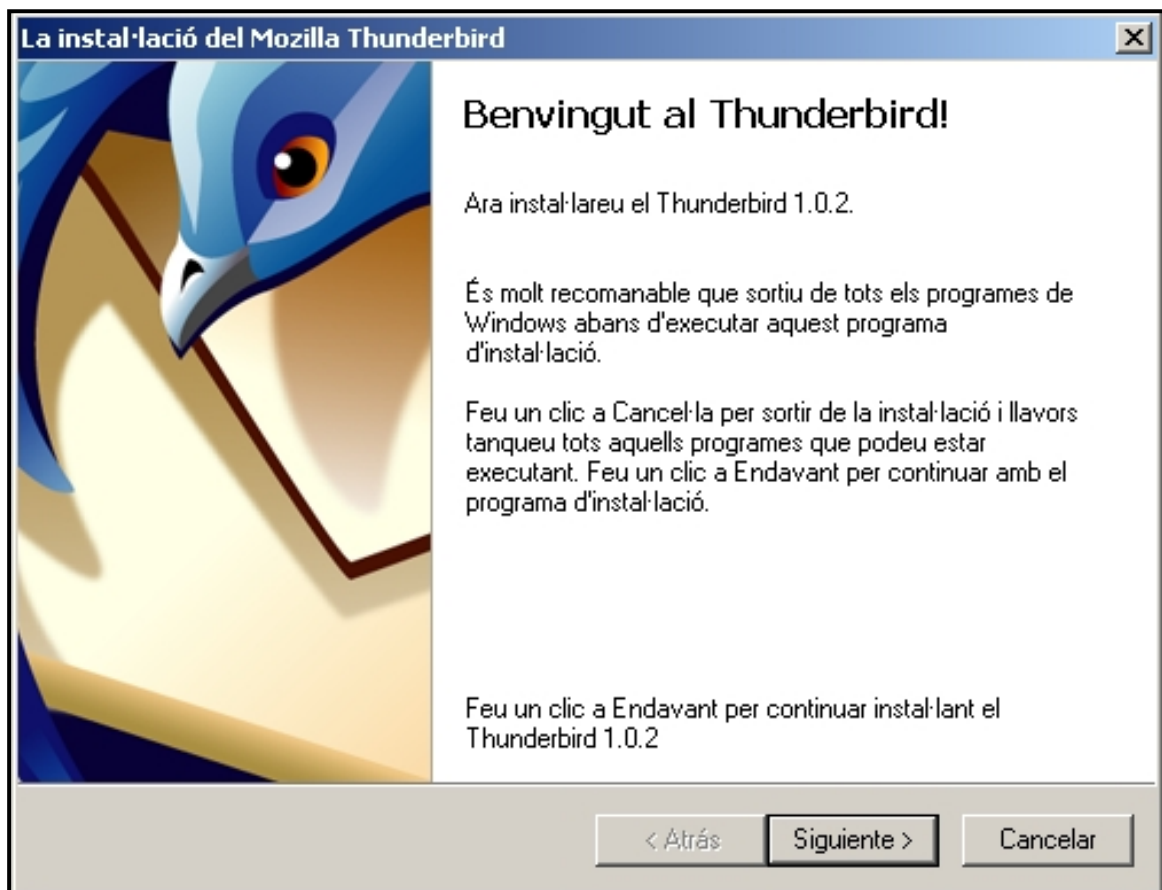 La instal·lació del Mozilla Thunderbird
Benvingut al Thunderbird!
Ara instal·lareu el Thunderbird 1.0.2.
És molt recomanable que sortiu de tots els programes de
Windows abans d'executar aquest programa
d'instal·lació.
Feu un clic a Cancel·la per sortir de la instal·lació i llavors
tanqueu tots aquells programes que podeu estar
executant. Feu un clic a Endavant per continuar amb el
programa d'instal·lació.
Feu un clic a Endavant per continuar instal·lant el
Thunderbird 1.0.2
< Atrás Siguiente > Cancelar